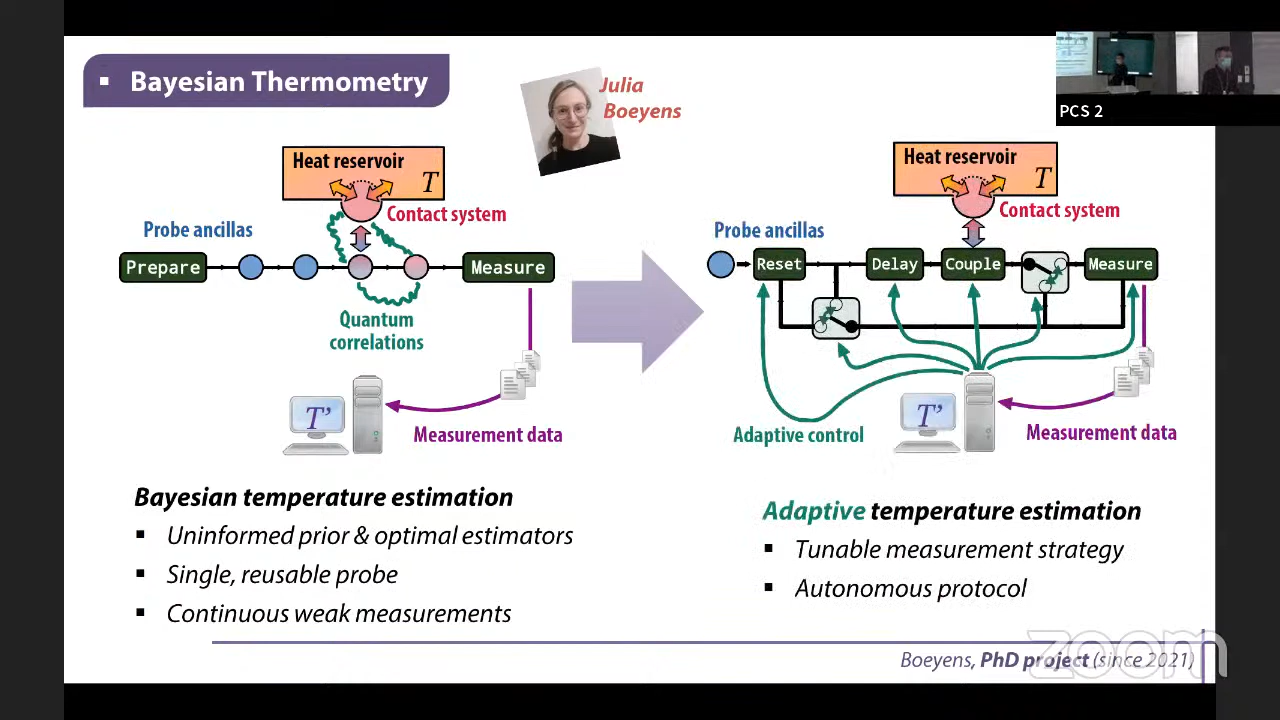 ▪ Bayesian Thermometry
Julia
Boeyens
PCS 2
Heat reservoir
T
Contact system
Probe ancillas
Prepare
Measure
Quantum
correlations
T’
Measurement data
Bayesian temperature estimation
▪ Uninformed prior & optimal estimators
▪ Single, reusable probe
▪ Continuous weak measurements
Heat reservoir
T
Contact system
Probe ancillas
Reset
Delay
Couple
Measure
T’
Adaptive control
Measurement data
Adaptive temperature estimation
▪ Tunable measurement strategy
▪ Autonomous protocol
Boeyens, PhD project (since 2021)
zoom